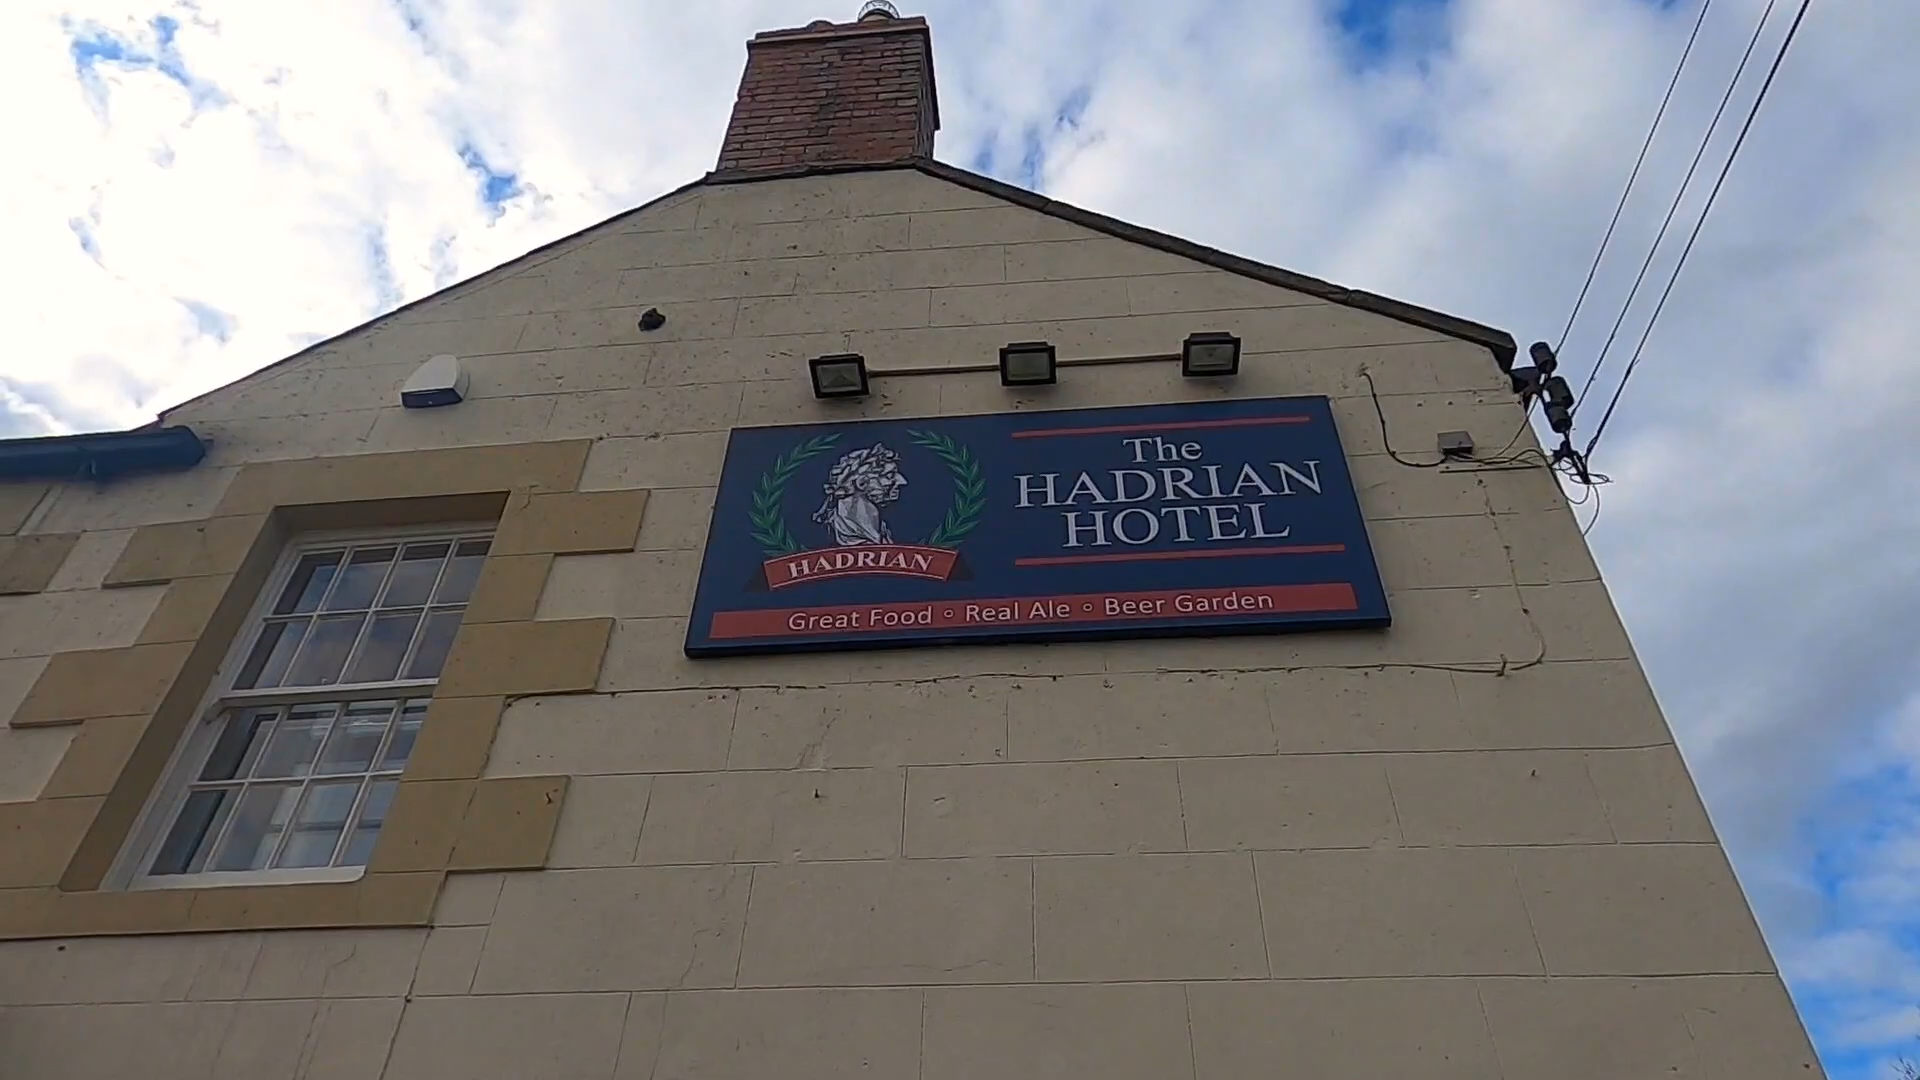 HADRIAN
The
HADRIAN
HOTEL
Great Food ◦ Real Ale ◦ Beer Garden